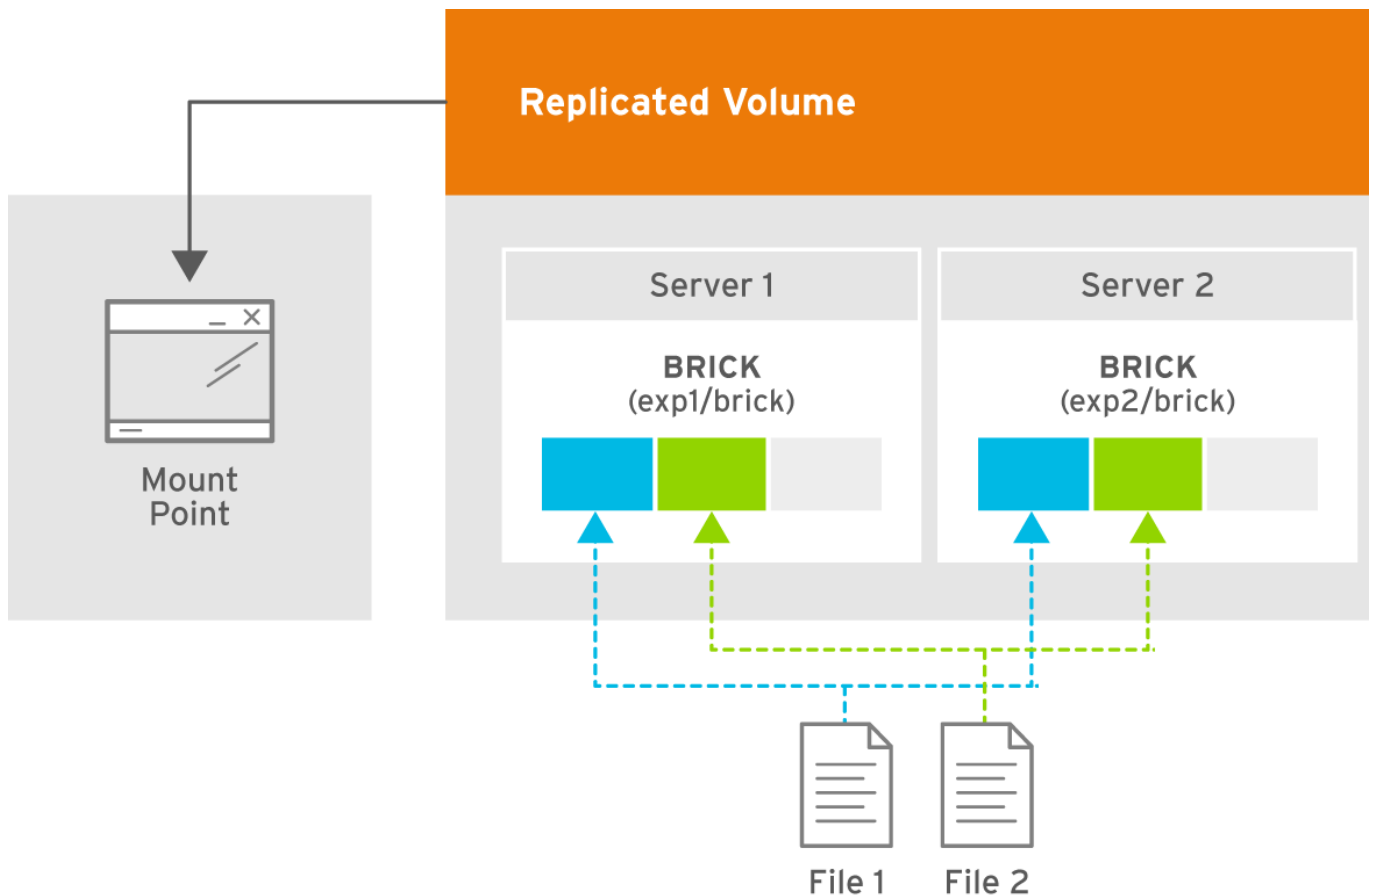 Replicated Volume
Server 1
Server 2
BRICK
(exp1/brick)
BRICK
(exp2/brick)
Mount
Point
File 1
File 2